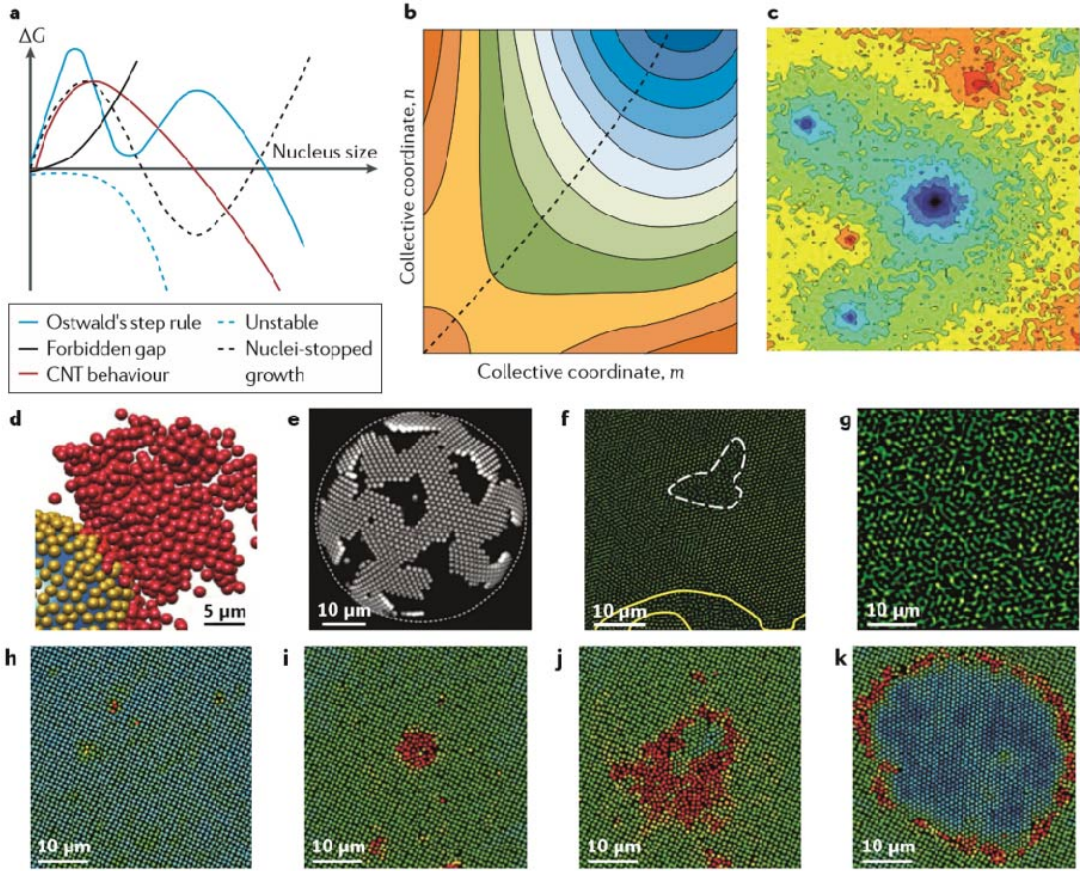 a
ΔG
Nucleus size
Ostwald's step rule
Forbidden gap
CNT behaviour
Unstable
Nuclei-stopped
growth
b
Collective coordinate, n
Collective coordinate, m
c
d
5 µm
e
10 µm
f
10 µm
g
10 µm
h
10 µm
i
10 µm
j
10 µm
k
10 µm